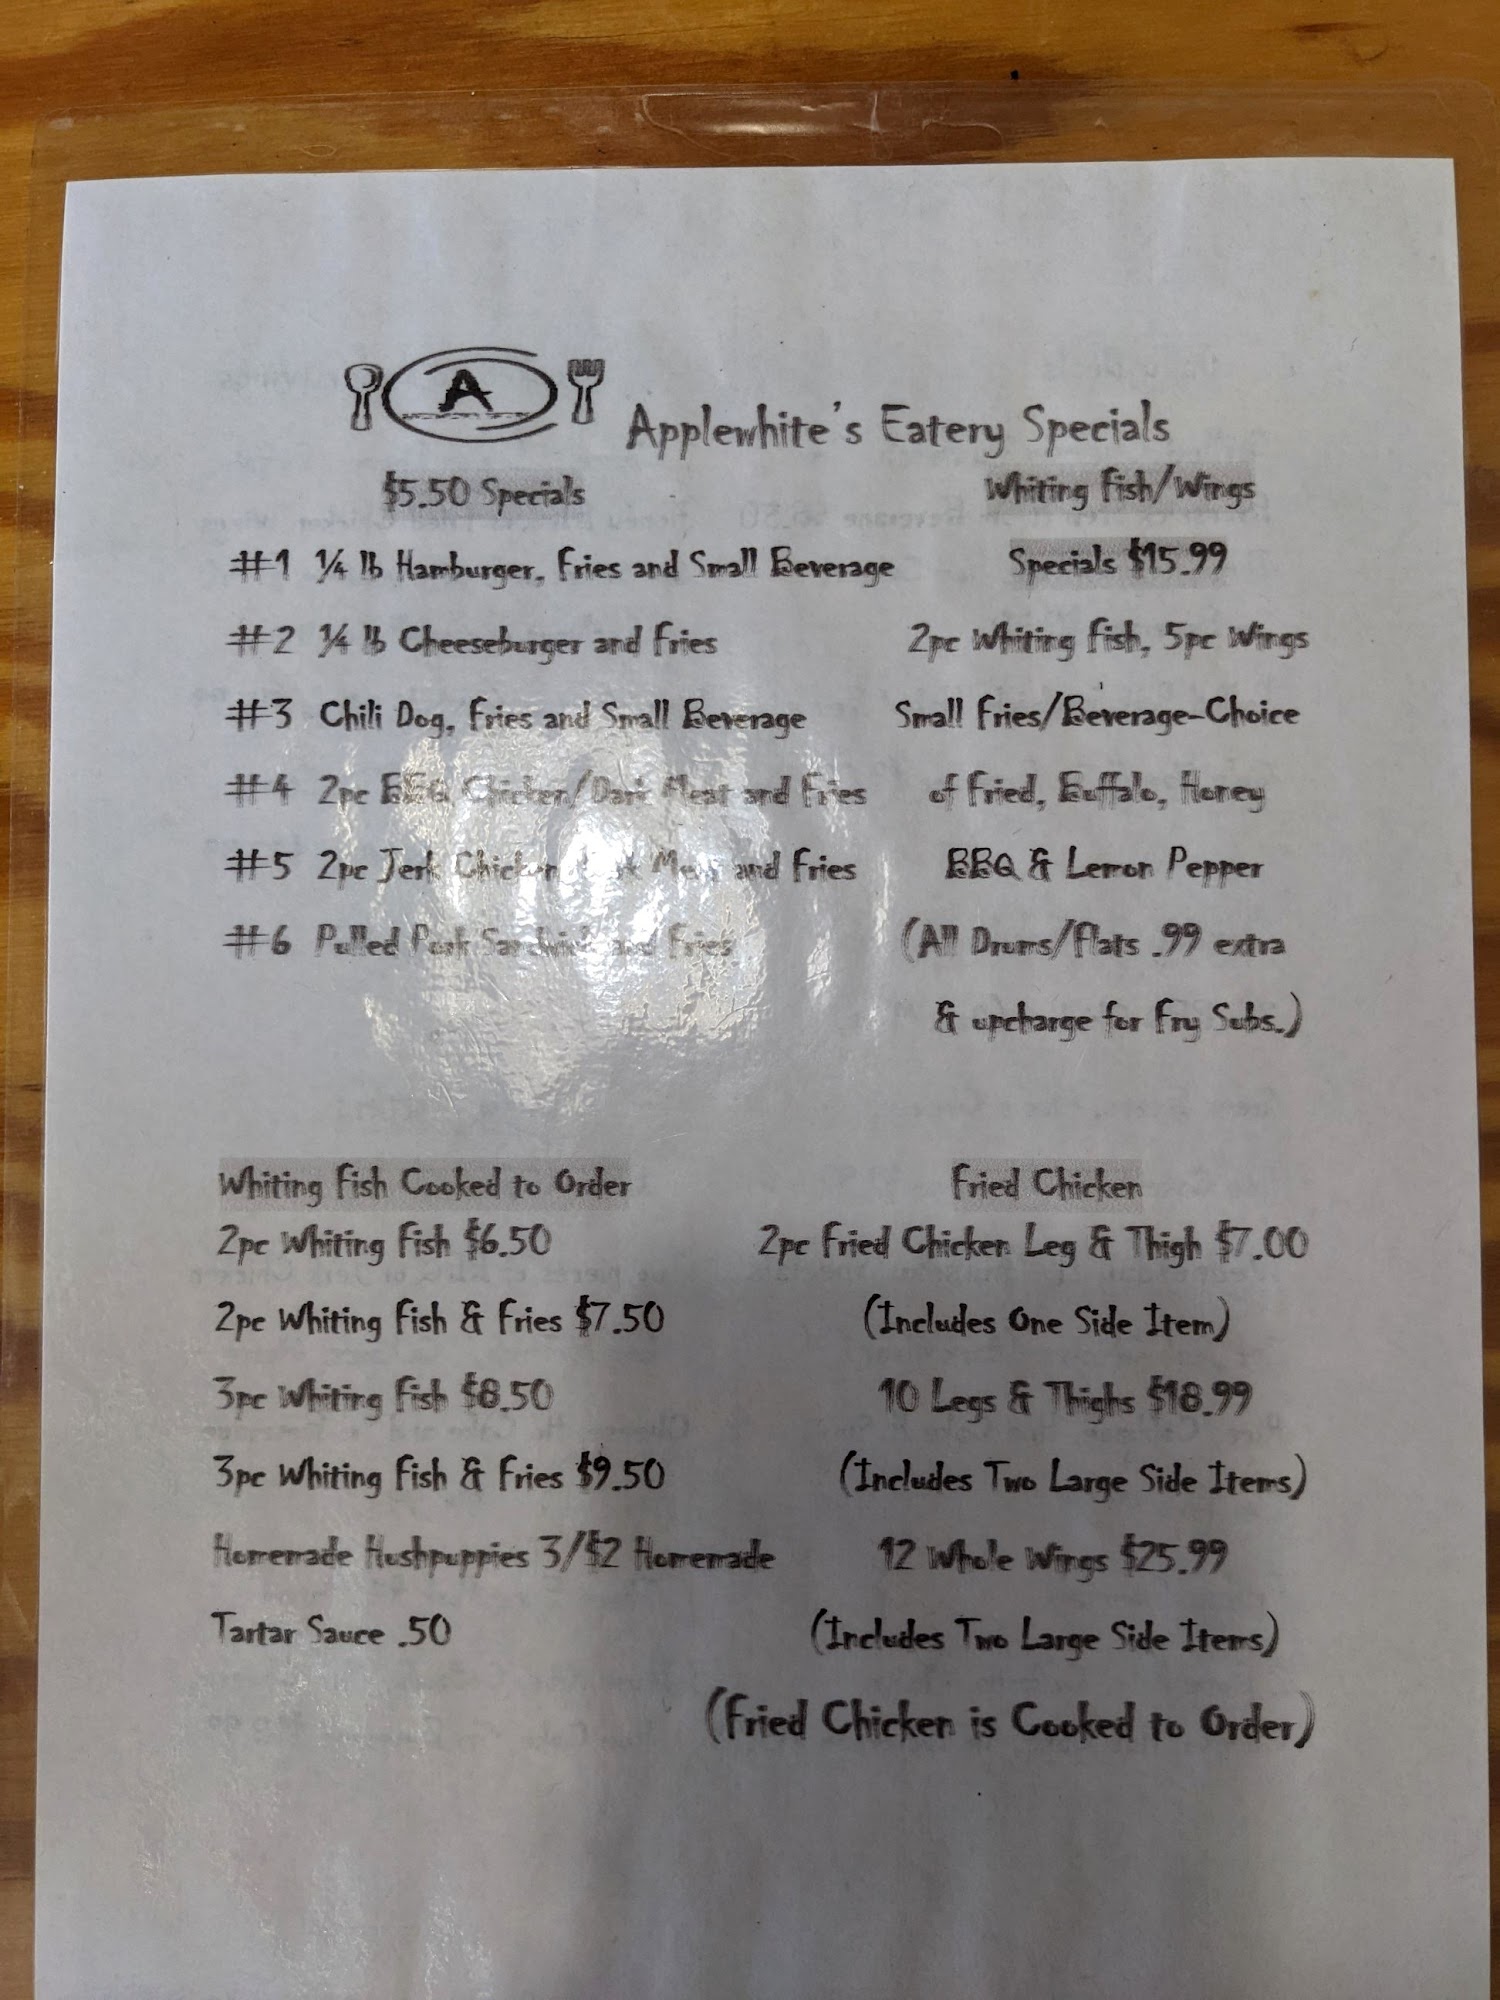 A
Applewhite's Eatery Specials
$5.50 Specials
#1 ¼ lb Hamburger, Fries and Small Beverage
#2 ¼ lb Cheeseburger and Fries
#3 Chili Dog, Fries and Small Beverage
#4 2pc BBQ Chicken/Dark Meat and Fries
#5 2pc Jerk Chicken/Dark Meat and Fries
#6 Pulled Pork Sandwich and Fries
Whiting Fish/Wings
Specials $15.99
2pc Whiting Fish, 5pc Wings
Small Fries/Beverage-Choice
of Fried, Buffalo, Honey
BBQ & Lemon Pepper
(All Drums/Flats .99 extra
& upcharge for Fry Subs.)
Whiting Fish Cooked to Order
2pc Whiting Fish $6.50
2pc Whiting Fish & Fries $7.50
3pc Whiting Fish $8.50
3pc Whiting Fish & Fries $9.50
Homemade Hushpuppies 3/$2 Homemade
Tartar Sauce .50
Fried Chicken
2pc Fried Chicken Leg & Thigh $7.00
(Includes One Side Item)
10 Legs & Thighs $18.99
(Includes Two Large Side Items)
12 Whole Wings $25.99
(Includes Two Large Side Items)
(Fried Chicken is Cooked to Order)